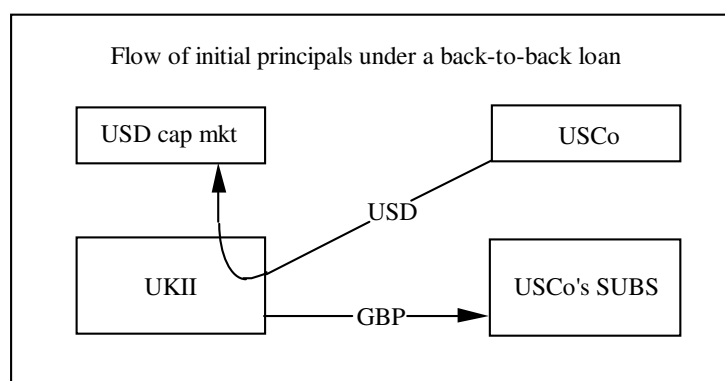 Flow of initial principals under a back-to-back loan
USD cap mkt
USCo
USD
UKII
USCo's SUBS
GBP